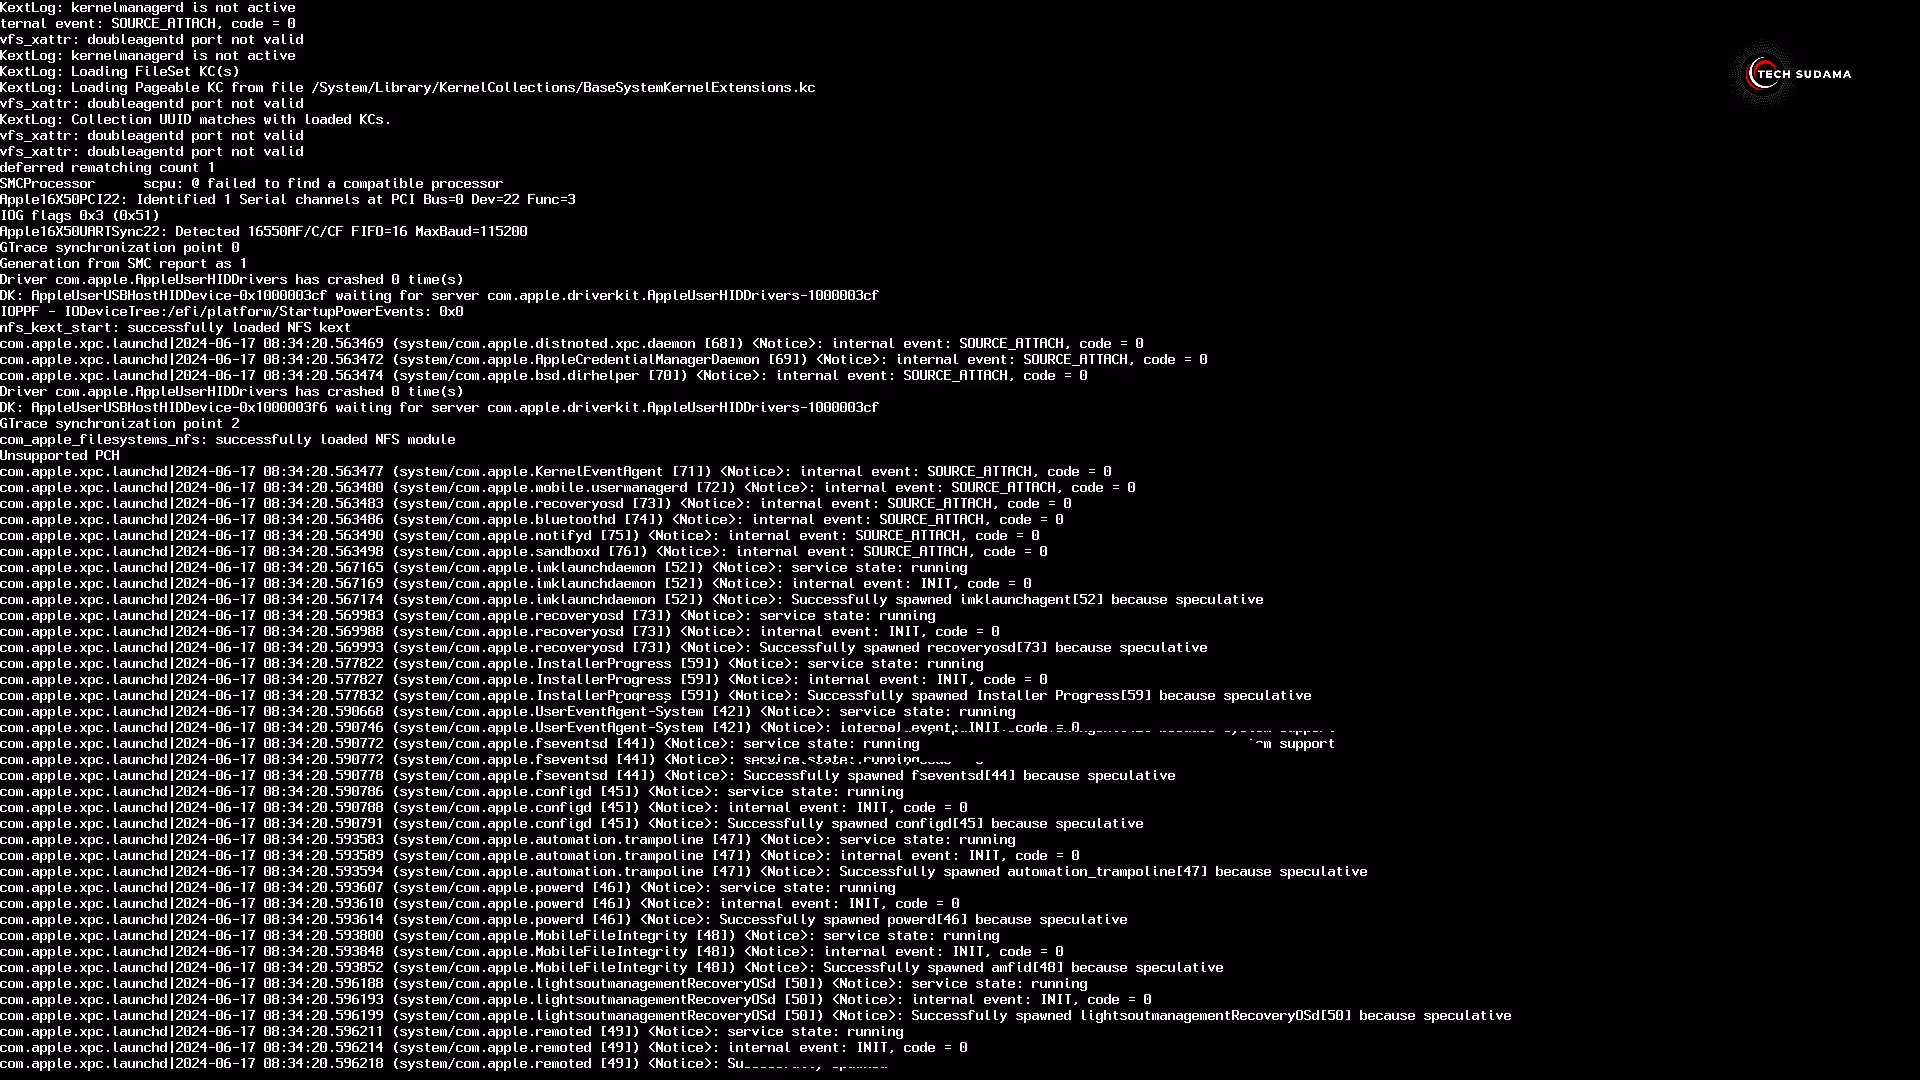 KextLog: kernelmanagerd is not active
ternal event: SOURCE_ATTACH, code = 0
vfs_xattr: doubleagentd port not valid
KextLog: kernelmanagerd is not active
KextLog: Loading FileSet KC(s)
KextLog: Loading Pageable KC from file /System/Library/KernelCollections/BaseSystemKernelExtensions.kc
vfs_xattr: doubleagentd port not valid
KextLog: Collection UUID matches with loaded KCs.
vfs_xattr: doubleagentd port not valid
vfs_xattr: doubleagentd port not valid
deferred rematching count 1
SMCProcessor      scpu: @ failed to find a compatible processor
Apple16X50PCI22: Identified 1 Serial channels at PCI Bus=0 Dev=22 Func=3
IOG flags 0x3 (0x51)
Apple16X50UARTSync22: Detected 16550AF/C/CF FIFO=16 MaxBaud=115200
GTrace synchronization point 0
Generation from SMC report as 1
Driver com.apple.AppleUserHIDDrivers has crashed 0 time(s)
DK: AppleUserUSBHostHIDDevice-0x1000003cf waiting for server com.apple.driverkit.AppleUserHIDDrivers-1000003cf
IOPPF - IODeviceTree:/efi/platform/StartupPowerEvents: 0x0
nfs_kext_start: successfully loaded NFS kext
com.apple.xpc.launchd|2024-06-17 08:34:20.563469 (system/com.apple.distnoted.xpc.daemon [68]) <Notice>: internal event: SOURCE_ATTACH, code = 0
com.apple.xpc.launchd|2024-06-17 08:34:20.563472 (system/com.apple.AppleCredentialManagerDaemon [69]) <Notice>: internal event: SOURCE_ATTACH, code = 0
com.apple.xpc.launchd|2024-06-17 08:34:20.563474 (system/com.apple.bsd.dirhelper [70]) <Notice>: internal event: SOURCE_ATTACH, code = 0
Driver com.apple.AppleUserHIDDrivers has crashed 0 time(s)
DK: AppleUserUSBHostHIDDevice-0x1000003f6 waiting for server com.apple.driverkit.AppleUserHIDDrivers-1000003cf
GTrace synchronization point 2
com_apple_filesystems_nfs: successfully loaded NFS module
Unsupported PCH
com.apple.xpc.launchd|2024-06-17 08:34:20.563477 (system/com.apple.KernelEventAgent [71]) <Notice>: internal event: SOURCE_ATTACH, code = 0
com.apple.xpc.launchd|2024-06-17 08:34:20.563480 (system/com.apple.mobile.usermanagerd [72]) <Notice>: internal event: SOURCE_ATTACH, code = 0
com.apple.xpc.launchd|2024-06-17 08:34:20.563483 (system/com.apple.recoveryosd [73]) <Notice>: internal event: SOURCE_ATTACH, code = 0
com.apple.xpc.launchd|2024-06-17 08:34:20.563486 (system/com.apple.bluetoothd [74]) <Notice>: internal event: SOURCE_ATTACH, code = 0
com.apple.xpc.launchd|2024-06-17 08:34:20.563490 (system/com.apple.notifyd [75]) <Notice>: internal event: SOURCE_ATTACH, code = 0
com.apple.xpc.launchd|2024-06-17 08:34:20.563498 (system/com.apple.sandboxd [76]) <Notice>: internal event: SOURCE_ATTACH, code = 0
com.apple.xpc.launchd|2024-06-17 08:34:20.567165 (system/com.apple.imklaunchdaemon [52]) <Notice>: service state: running
com.apple.xpc.launchd|2024-06-17 08:34:20.567169 (system/com.apple.imklaunchdaemon [52]) <Notice>: internal event: INIT, code = 0
com.apple.xpc.launchd|2024-06-17 08:34:20.567174 (system/com.apple.imklaunchdaemon [52]) <Notice>: Successfully spawned imklaunchagent[52] because speculative
com.apple.xpc.launchd|2024-06-17 08:34:20.569983 (system/com.apple.recoveryosd [73]) <Notice>: service state: running
com.apple.xpc.launchd|2024-06-17 08:34:20.569988 (system/com.apple.recoveryosd [73]) <Notice>: internal event: INIT, code = 0
com.apple.xpc.launchd|2024-06-17 08:34:20.569993 (system/com.apple.recoveryosd [73]) <Notice>: Successfully spawned recoveryosd[73] because speculative
com.apple.xpc.launchd|2024-06-17 08:34:20.577822 (system/com.apple.InstallerProgress [59]) <Notice>: service state: running
com.apple.xpc.launchd|2024-06-17 08:34:20.577827 (system/com.apple.InstallerProgress [59]) <Notice>: internal event: INIT, code = 0
com.apple.xpc.launchd|2024-06-17 08:34:20.577832 (system/com.apple.InstallerProgress [59]) <Notice>: Successfully spawned Installer Progress[59] because speculative
com.apple.xpc.launchd|2024-06-17 08:34:20.590668 (system/com.apple.UserEventAgent-System [42]) <Notice>: service state: running
com.apple.xpc.launchd|2024-06-17 08:34:20.590746 (system/com.apple.UserEventAgent-System [42]) <Notice>: internal event: INIT, code = 0
com.apple.xpc.launchd|2024-06-17 08:34:20.590772 (system/com.apple.fseventsd [44]) <Notice>: service state: running support
com.apple.xpc.launchd|2024-06-17 08:34:20.590777 (system/com.apple.fseventsd [44]) <Notice>: service state: running
com.apple.xpc.launchd|2024-06-17 08:34:20.590778 (system/com.apple.fseventsd [44]) <Notice>: Successfully spawned fseventsd[44] because speculative
com.apple.xpc.launchd|2024-06-17 08:34:20.590786 (system/com.apple.configd [45]) <Notice>: service state: running
com.apple.xpc.launchd|2024-06-17 08:34:20.590788 (system/com.apple.configd [45]) <Notice>: internal event: INIT, code = 0
com.apple.xpc.launchd|2024-06-17 08:34:20.590791 (system/com.apple.configd [45]) <Notice>: Successfully spawned configd[45] because speculative
com.apple.xpc.launchd|2024-06-17 08:34:20.593583 (system/com.apple.automation.trampoline [47]) <Notice>: service state: running
com.apple.xpc.launchd|2024-06-17 08:34:20.593589 (system/com.apple.automation.trampoline [47]) <Notice>: internal event: INIT, code = 0
com.apple.xpc.launchd|2024-06-17 08:34:20.593594 (system/com.apple.automation.trampoline [47]) <Notice>: Successfully spawned automation_trampoline[47] because speculative
com.apple.xpc.launchd|2024-06-17 08:34:20.593607 (system/com.apple.powerd [46]) <Notice>: service state: running
com.apple.xpc.launchd|2024-06-17 08:34:20.593610 (system/com.apple.powerd [46]) <Notice>: internal event: INIT, code = 0
com.apple.xpc.launchd|2024-06-17 08:34:20.593614 (system/com.apple.powerd [46]) <Notice>: Successfully spawned powerd[46] because speculative
com.apple.xpc.launchd|2024-06-17 08:34:20.593800 (system/com.apple.MobileFileIntegrity [48]) <Notice>: service state: running
com.apple.xpc.launchd|2024-06-17 08:34:20.593848 (system/com.apple.MobileFileIntegrity [48]) <Notice>: internal event: INIT, code = 0
com.apple.xpc.launchd|2024-06-17 08:34:20.593852 (system/com.apple.MobileFileIntegrity [48]) <Notice>: Successfully spawned amfid[48] because speculative
com.apple.xpc.launchd|2024-06-17 08:34:20.596188 (system/com.apple.lightsoutmanagementRecoveryOSd [50]) <Notice>: service state: running
com.apple.xpc.launchd|2024-06-17 08:34:20.596193 (system/com.apple.lightsoutmanagementRecoveryOSd [50]) <Notice>: internal event: INIT, code = 0
com.apple.xpc.launchd|2024-06-17 08:34:20.596199 (system/com.apple.lightsoutmanagementRecoveryOSd [50]) <Notice>: Successfully spawned lightsoutmanagementRecoveryOSd[50] because speculative
com.apple.xpc.launchd|2024-06-17 08:34:20.596211 (system/com.apple.remoted [49]) <Notice>: service state: running
com.apple.xpc.launchd|2024-06-17 08:34:20.596214 (system/com.apple.remoted [49]) <Notice>: internal event: INIT, code = 0
com.apple.xpc.launchd|2024-06-17 08:34:20.596218 (system/com.apple.remoted [49]) <Notice>:
TECH SUDAMA